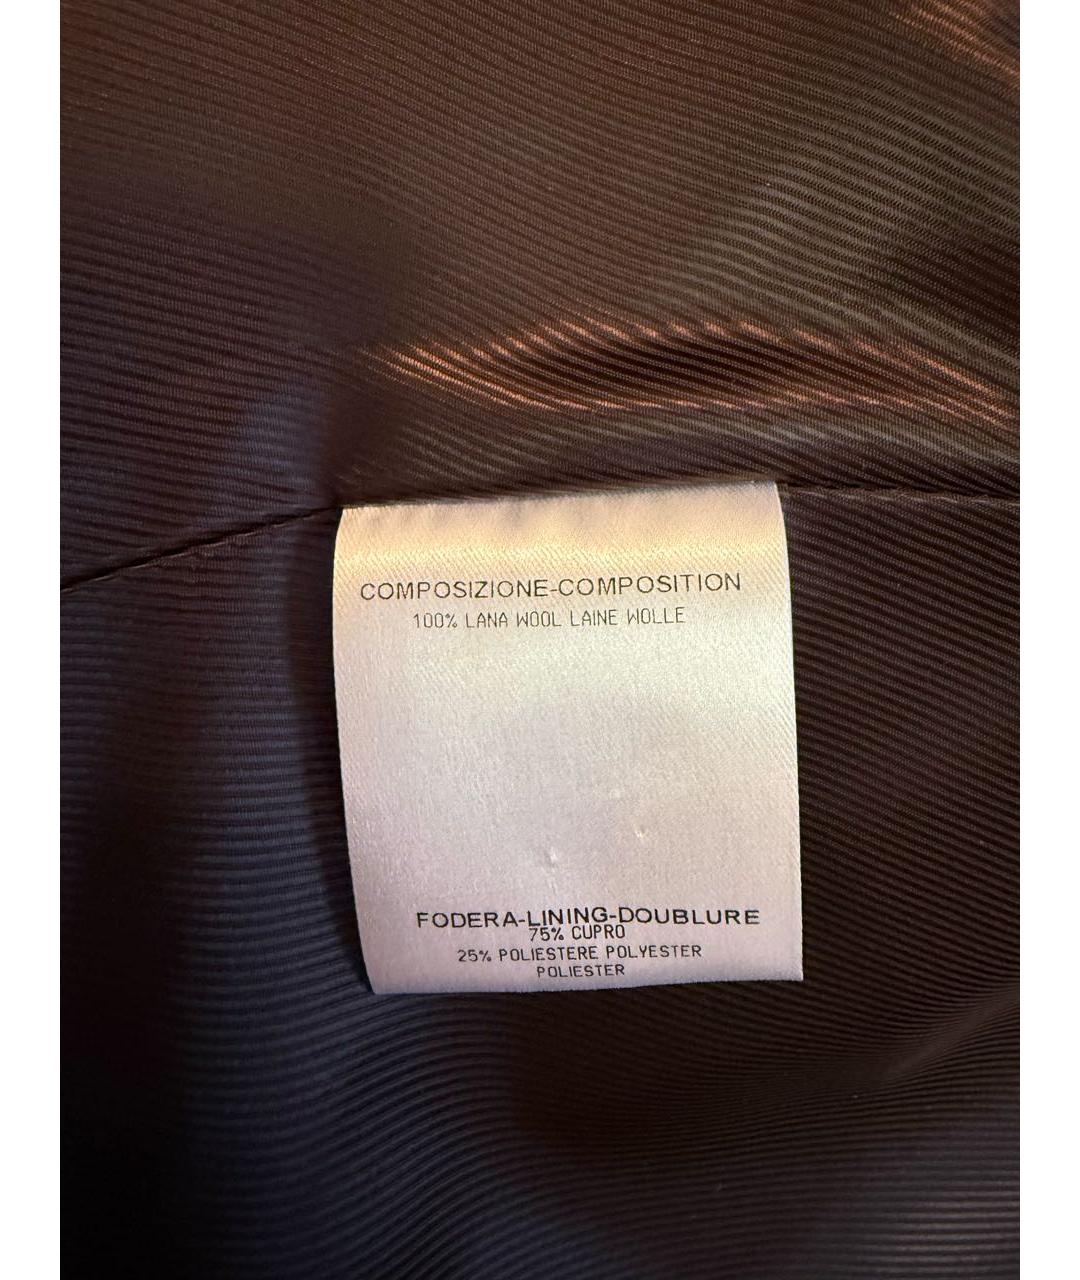 COMPOSIZIONE-COMPOSITION
100% LANA WOOL LAINE WOLLE
FODERA-LINING-DOUBLURE
75% CUPRO
25% POLIESTERE POLYESTER
POLIESTER